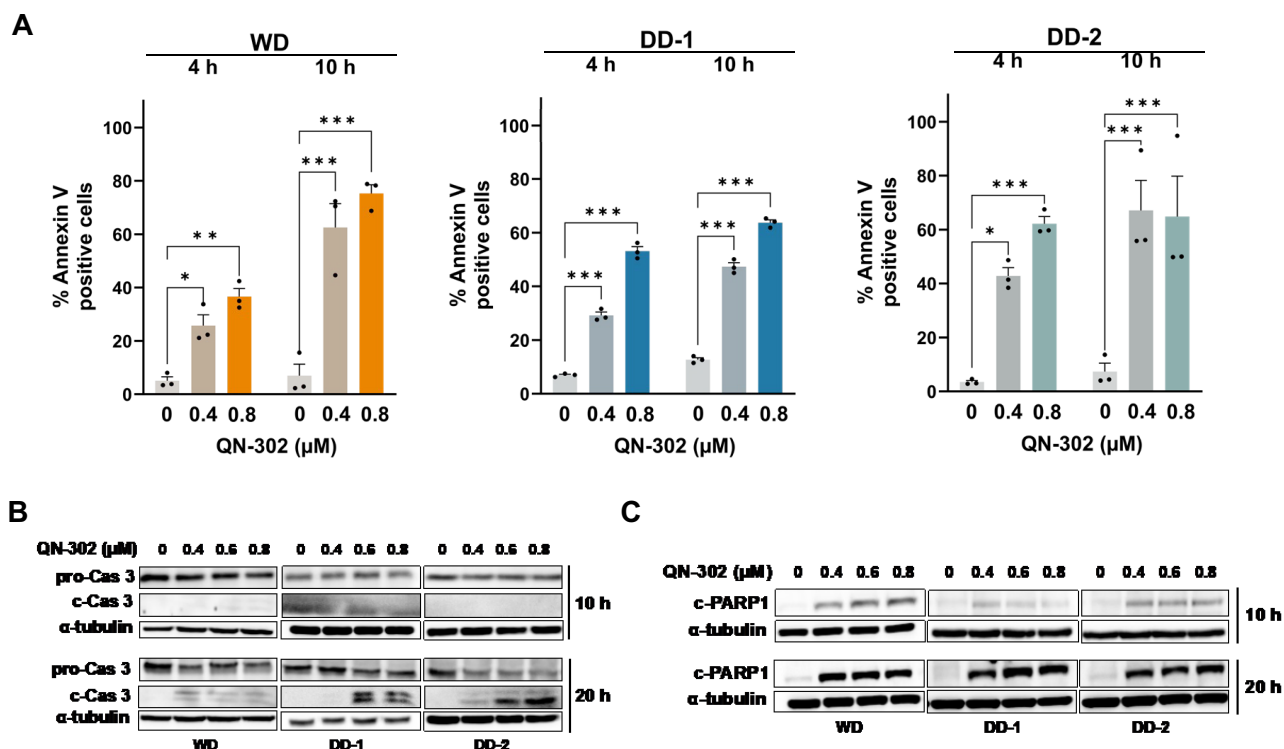 A
WD
4 h 10 h
% Annexin V
positive cells
100
80
60
40
20
0
* ** *** ***
0 0.4 0.8 0 0.4 0.8
QN-302 (µM)
DD-1
4 h 10 h
% Annexin V
positive cells
100
80
60
40
20
0
*** *** *** ***
0 0.4 0.8 0 0.4 0.8
QN-302 (µM)
DD-2
4 h 10 h
% Annexin V
positive cells
100
80
60
40
20
0
* *** *** ***
0 0.4 0.8 0 0.4 0.8
QN-302 (µM)
B
QN-302 (µM) 0 0.4 0.6 0.8 0 0.4 0.6 0.8 0 0.4 0.6 0.8
pro-Cas 3
c-Cas 3
α-tubulin
10 h
pro-Cas 3
c-Cas 3
α-tubulin
20 h
WD DD-1 DD-2
C
QN-302 (µM) 0 0.4 0.6 0.8 0 0.4 0.6 0.8 0 0.4 0.6 0.8
c-PARP1
α-tubulin
10 h
c-PARP1
α-tubulin
20 h
WD DD-1 DD-2